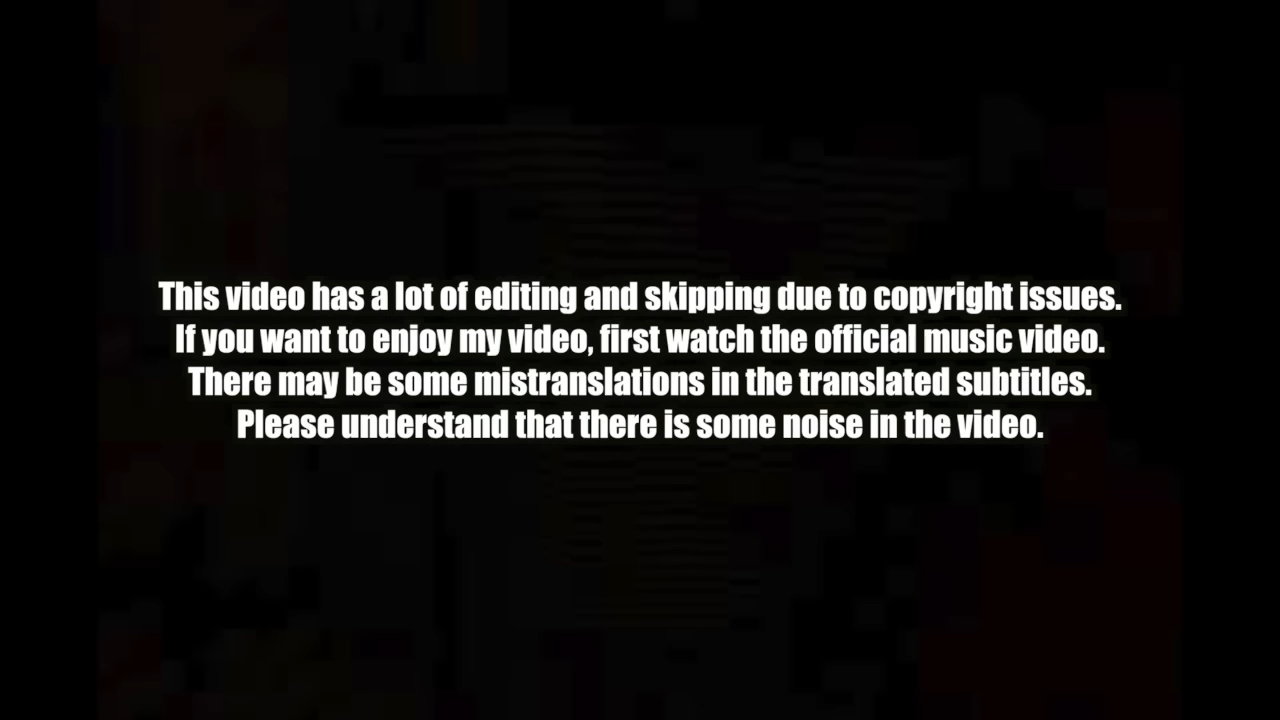 This video has a lot of editing and skipping due to copyright issues.
If you want to enjoy my video, first watch the official music video.
There may be some mistranslations in the translated subtitles.
Please understand that there is some noise in the video.